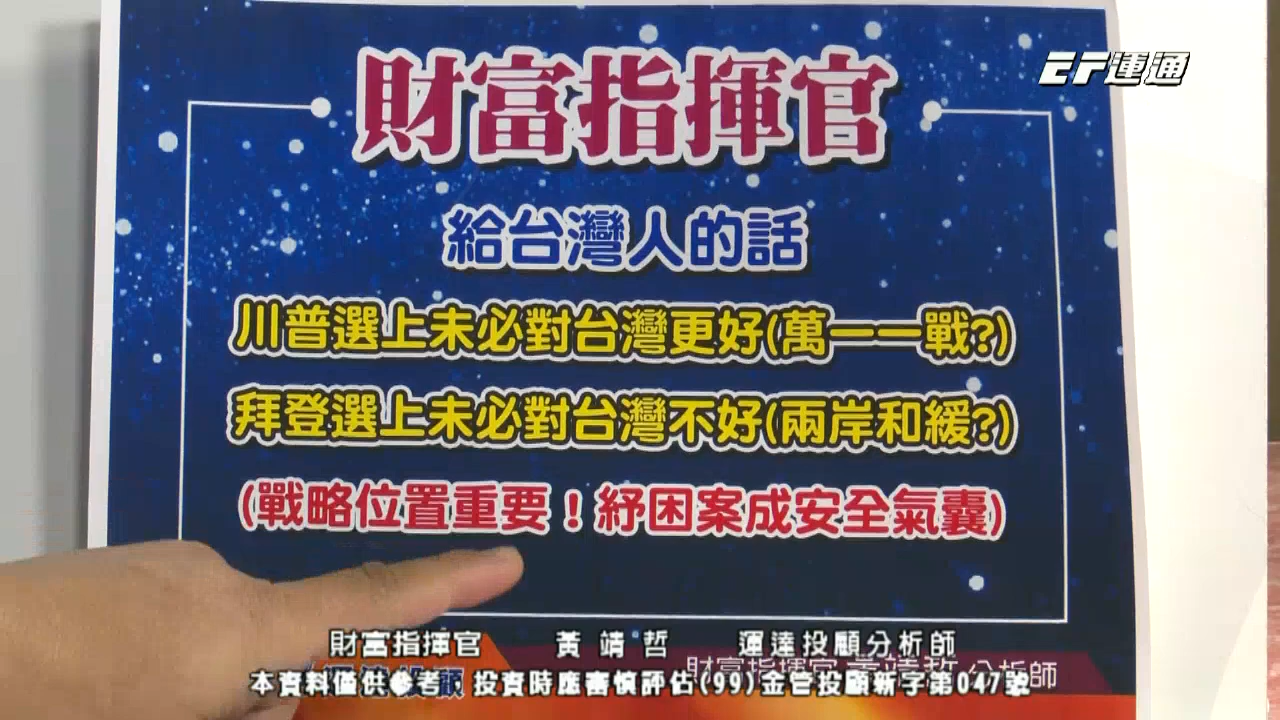 財富指揮官
EF運通
給台灣人的話
川普選上未必對台灣更好(萬一一戰?)
拜登選上未必對台灣不好(兩岸和緩?)
(戰略位置重要！紓困案成安全氣囊)
財富指揮官 黃靖哲 運達投顧分析師
財富指揮官 黃靖哲 分析師
本資料僅供參考，投資時應審慎評估(99)金管投顧新字第047號